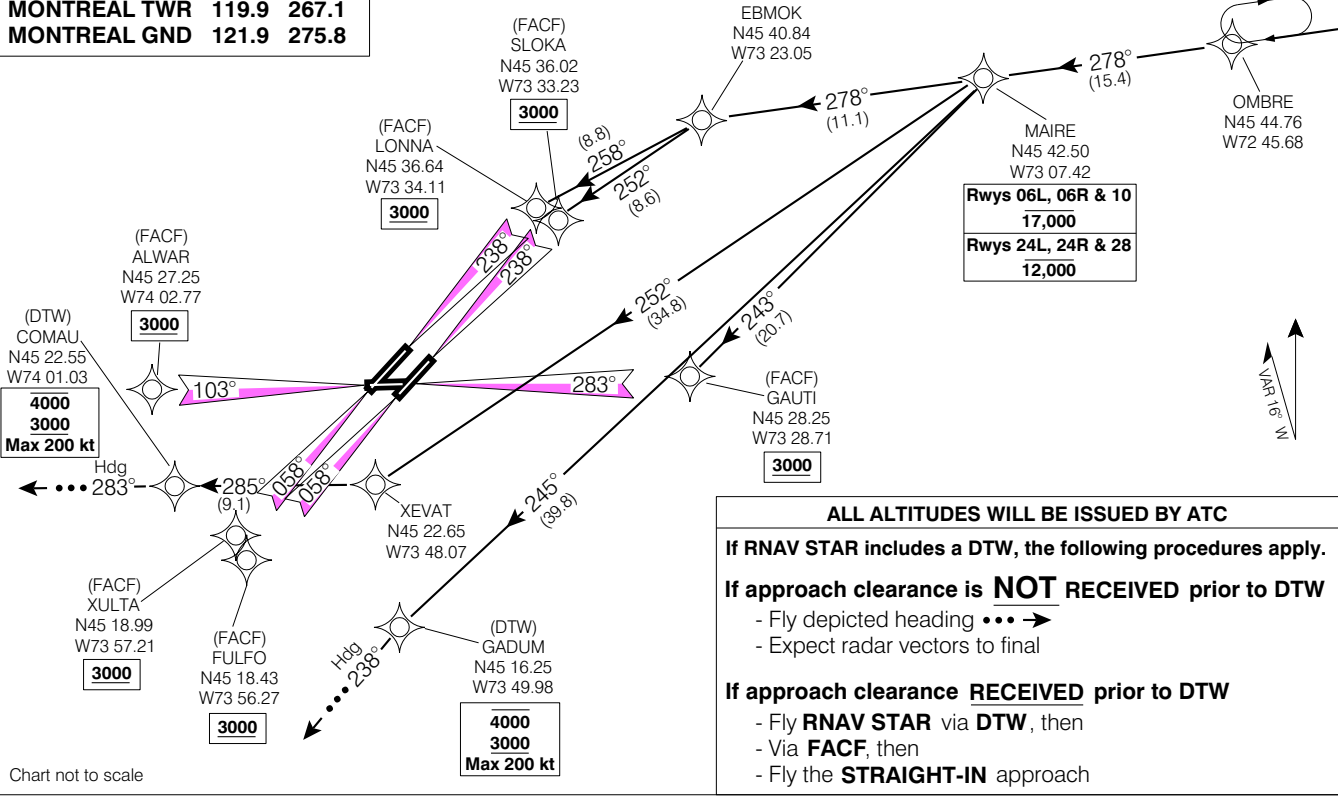 MONTREAL TWR 119.9 267.1
MONTREAL GND 121.9 275.8
(FACF)
SLOKA
N45 36.02
W73 33.23
3000
EBMOK
N45 40.84
W73 23.05
278°
(15.4)
OMBRE
N45 44.76
W72 45.68
278°
(11.1)
MAIRE
N45 42.50
W73 07.42
Rwys 06L, 06R & 10
17,000
Rwys 24L, 24R & 28
12,000
(FACF)
LONNA
N45 36.64
W73 34.11
3000
(8.8)
258°
252°
(8.6)
238°
238°
(FACF)
ALWAR
N45 27.25
W74 02.77
3000
(DTW)
COMAU
N45 22.55
W74 01.03
4000
3000
Max 200 kt
252°
(34.8)
243°
(20.7)
103°
283°
(FACF)
GAUTI
N45 28.25
W73 28.71
3000
VAR 16° W
Hdg
283°
285°
(9.1)
058°
058°
XEVAT
N45 22.65
W73 48.07
245°
(39.8)
(FACF)
XULTA
N45 18.99
W73 57.21
3000
(FACF)
FULFO
N45 18.43
W73 56.27
3000
Hdg
238°
(DTW)
GADUM
N45 16.25
W73 49.98
4000
3000
Max 200 kt
ALL ALTITUDES WILL BE ISSUED BY ATC
If RNAV STAR includes a DTW, the following procedures apply.
If approach clearance is NOT RECEIVED prior to DTW
- Fly depicted heading
- Expect radar vectors to final
If approach clearance RECEIVED prior to DTW
- Fly RNAV STAR via DTW, then
- Via FACF, then
- Fly the STRAIGHT-IN approach
Chart not to scale